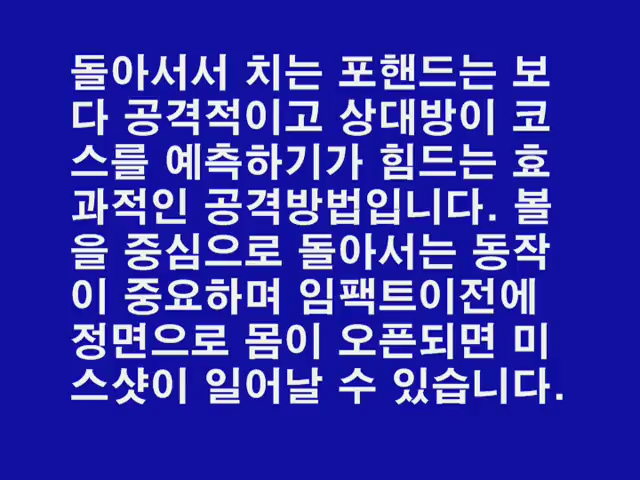 돌아서서 치는 포핸드는 보
다 공격적이고 상대방이 코
스를 예측하기가 힘드는 효
과적인 공격방법입니다. 볼
을 중심으로 돌아서는 동작
이 중요하며 임팩트이전에
정면으로 몸이 오픈되면 미
스샷이 일어날 수 있습니다.